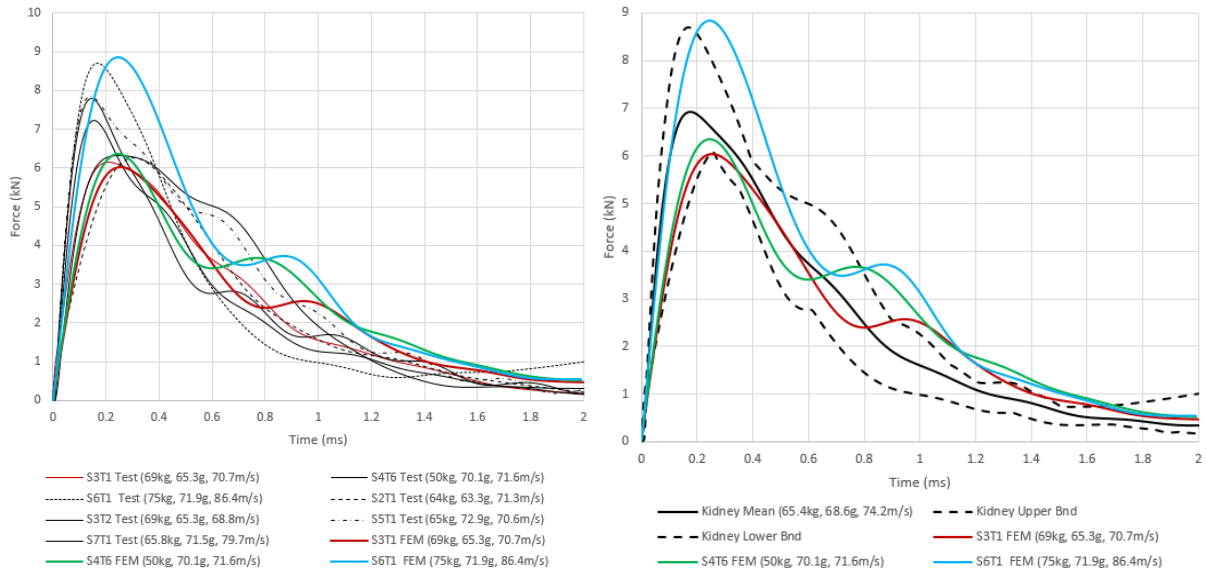 10
9
8
7
6
5
4
3
2
1
0
Force (kN)
0 0.2 0.4 0.6 0.8 1 1.2 1.4 1.6 1.8 2
Time (ms)
S3T1 Test (69kg, 65.3g, 70.7m/s) S4T6 Test (50kg, 70.1g, 71.6m/s)
S6T1 Test (75kg, 71.9g, 86.4m/s) S2T1 Test (64kg, 63.3g, 71.3m/s)
S3T2 Test (69kg, 65.3g, 68.8m/s) S5T1 Test (65kg, 72.9g, 70.6m/s)
S7T1 Test (65.8kg, 71.5g, 79.7m/s) S3T1 FEM (69kg, 65.3g, 70.7m/s)
S4T6 FEM (50kg, 70.1g, 71.6m/s) S6T1 FEM (75kg, 71.9g, 86.4m/s)
9
8
7
6
5
4
3
2
1
0
Force (kN)
0 0.2 0.4 0.6 0.8 1 1.2 1.4 1.6 1.8 2
Time (ms)
Kidney Mean (65.4kg, 68.6g, 74.2m/s) Kidney Upper Bnd
Kidney Lower Bnd S3T1 FEM (69kg, 65.3g, 70.7m/s)
S4T6 FEM (50kg, 70.1g, 71.6m/s) S6T1 FEM (75kg, 71.9g, 86.4m/s)